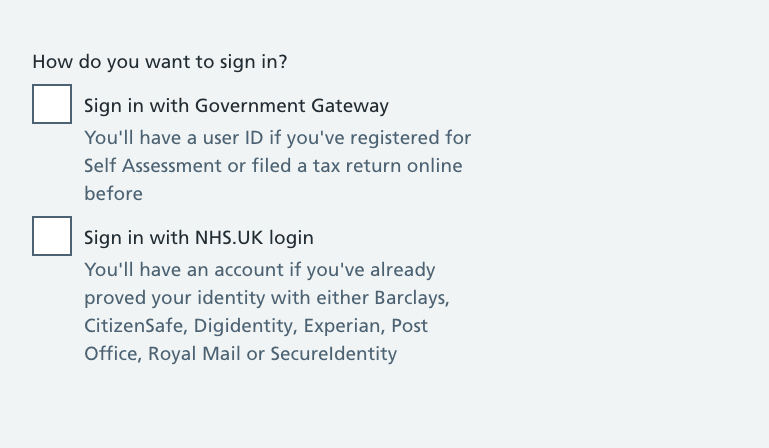 How do you want to sign in?
Sign in with Government Gateway
You'll have a user ID if you've registered for
Self Assessment or filed a tax return online
before
Sign in with NHS.UK login
You'll have an account if you've already
proved your identity with either Barclays,
CitizenSafe, Digidentity, Experian, Post
Office, Royal Mail or SecureIdentity